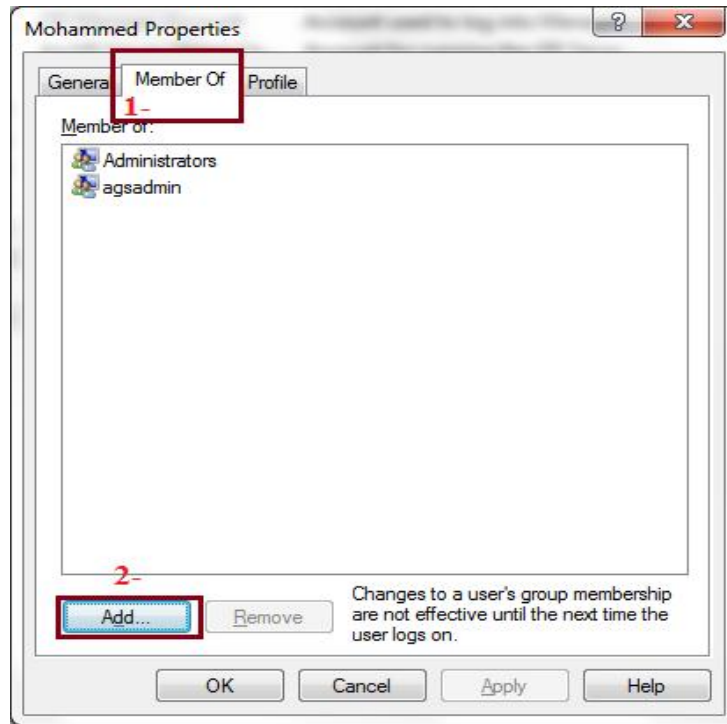 Mohammed Properties
General
Member Of
Profile
1-
Member of:
Administrators
agsadmin
2-
Add...
Remove
Changes to a user's group membership
are not effective until the next time the
user logs on.
OK
Cancel
Apply
Help